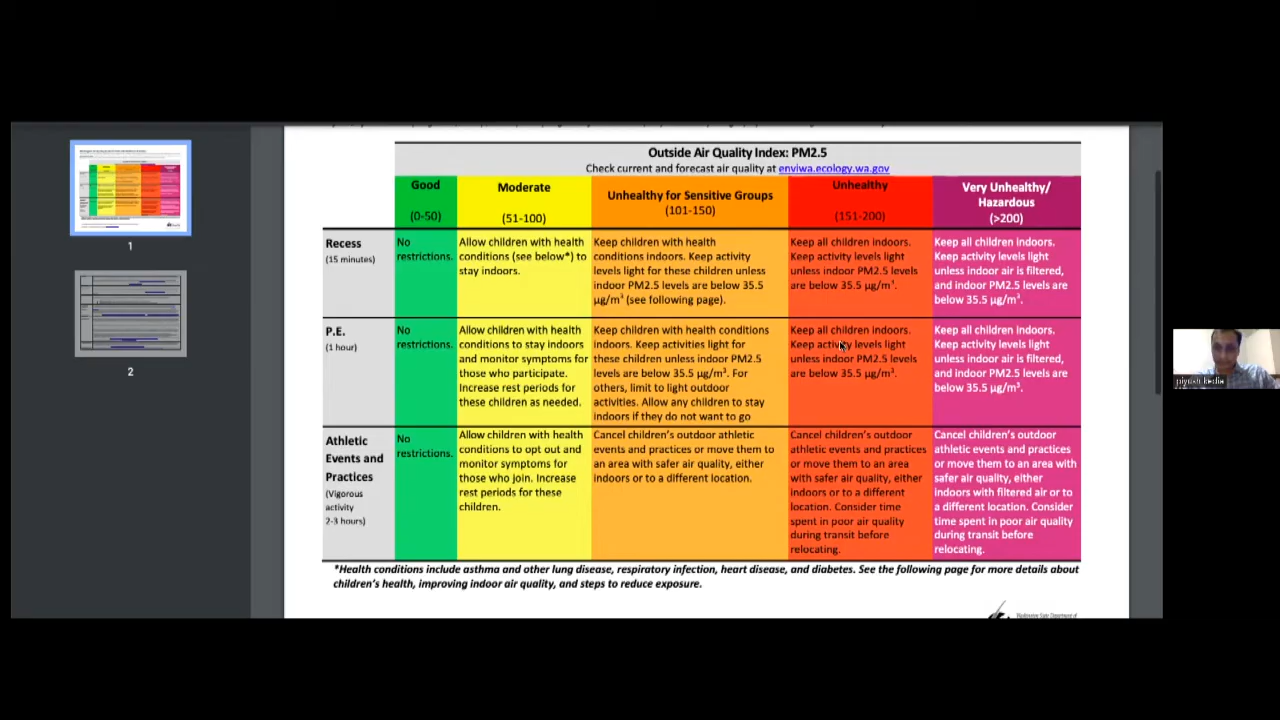 Outside Air Quality Index: PM2.5
Check current and forecast air quality at enviwa.ecology.wa.gov
Good
(0-50)
Moderate
(51-100)
Unhealthy for Sensitive Groups
(101-150)
Unhealthy
(151-200)
Very Unhealthy/
Hazardous
(>200)
Recess
(15 minutes)
No
restrictions.
Allow children with health
conditions (see below*) to
stay indoors.
Keep children with health
conditions indoors. Keep activity
levels light for these children unless
indoor PM2.5 levels are below 35.5
µg/m³ (see following page).
Keep all children indoors.
Keep activity levels light
unless indoor PM2.5 levels
are below 35.5 µg/m³.
Keep all children indoors.
Keep activity levels light
unless indoor air is filtered,
and indoor PM2.5 levels are
below 35.5 µg/m³.
P.E.
(1 hour)
No
restrictions.
Allow children with health
conditions to stay indoors
and monitor symptoms for
those who participate.
Increase rest periods for
these children as needed.
Keep children with health conditions
indoors. Keep activities light for
these children unless indoor PM2.5
levels are below 35.5 µg/m³. For
others, limit to light outdoor
activities. Allow any children to stay
indoors if they do not want to go
Keep all children indoors.
Keep activity levels light
unless indoor PM2.5 levels
are below 35.5 µg/m³.
Keep all children indoors.
Keep activity levels light
unless indoor air is filtered,
and indoor PM2.5 levels are
below 35.5 µg/m³.
Athletic
Events and
Practices
(Vigorous
activity
2-3 hours)
No
restrictions.
Allow children with health
conditions to opt out and
monitor symptoms for
those who join. Increase
rest periods for these
children.
Cancel children's outdoor athletic
events and practices or move them to
an area with safer air quality, either
indoors or to a different location.
Cancel children's outdoor
athletic events and practices
or move them to an area
with safer air quality, either
indoors or to a different
location. Consider time
spent in poor air quality
during transit before
relocating.
Cancel children's outdoor
athletic events and practices
or move them to an area with
safer air quality, either
indoors with filtered air or to
a different location. Consider
time spent in poor air quality
during transit before
relocating.
*Health conditions include asthma and other lung disease, respiratory infection, heart disease, and diabetes. See the following page for more details about
children's health, improving indoor air quality, and steps to reduce exposure.
Washington State Department of
1
2
piyush kedia